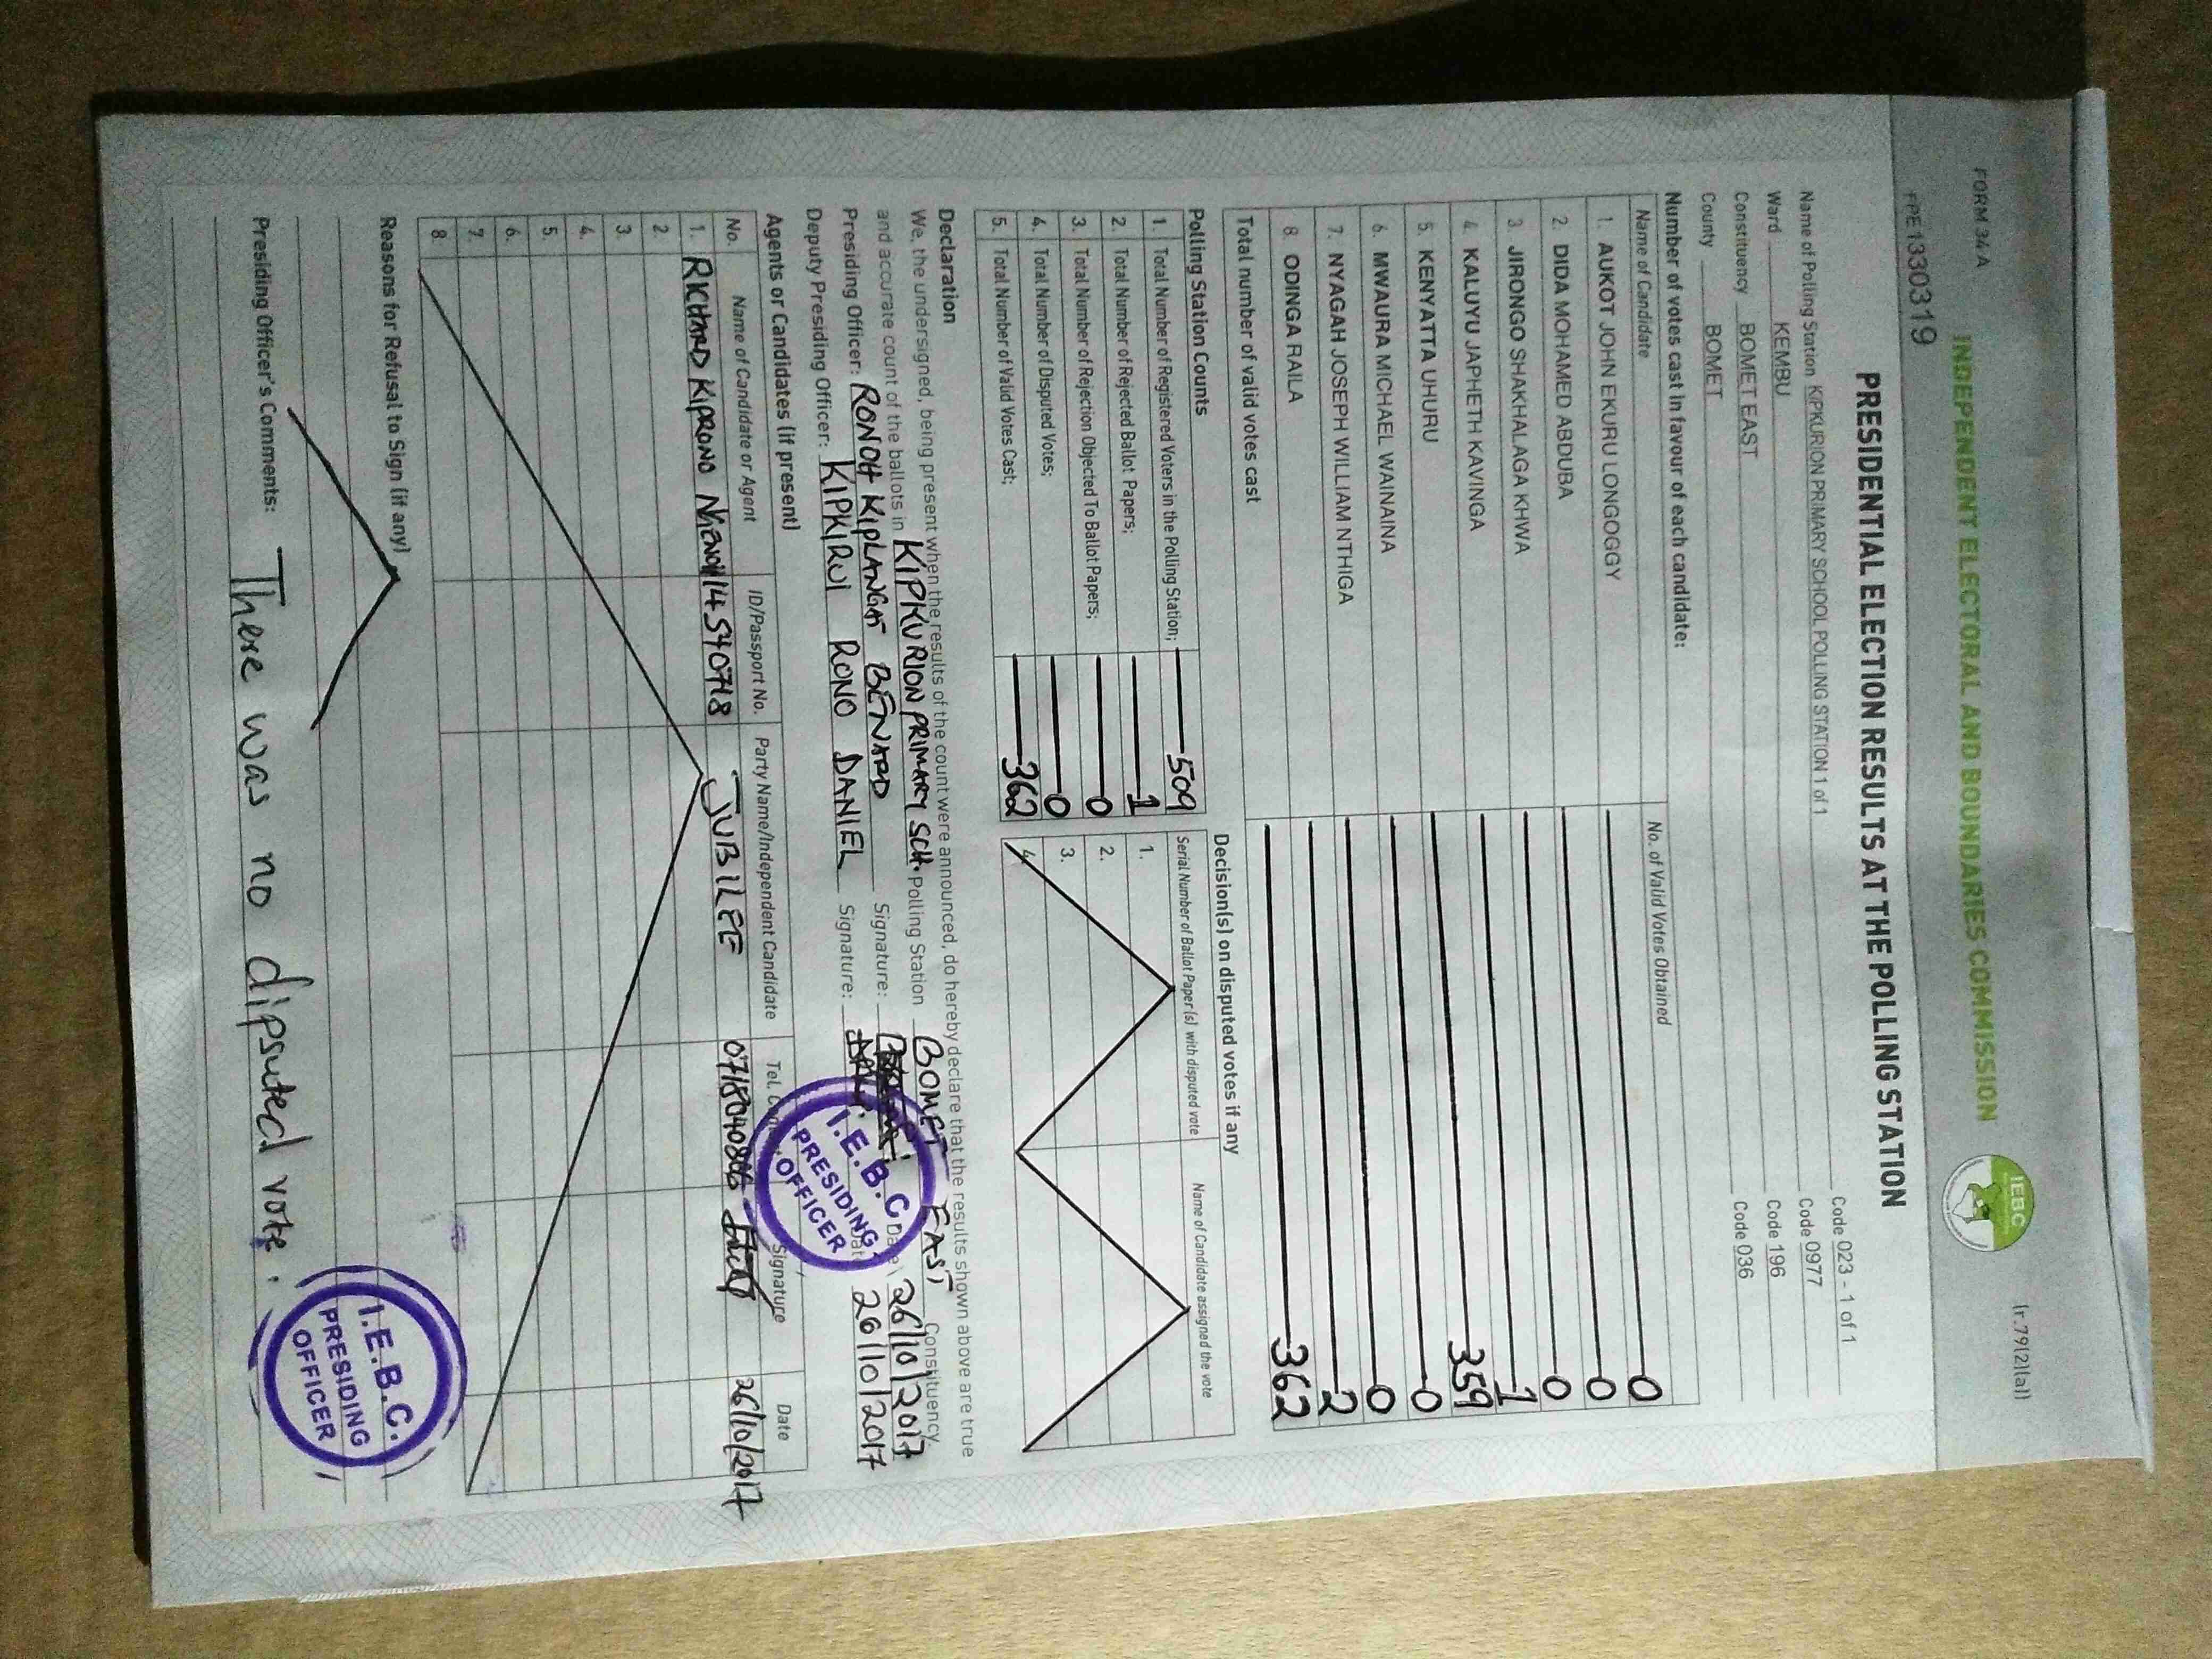 FORM 34 A
(r.79(2)(a))
INDEPENDENT ELECTORAL AND BOUNDARIES COMMISSION
IEBC
PE1330319
PRESIDENTIAL ELECTION RESULTS AT THE POLLING STATION
Name of Polling Station KIPKURION PRIMARY SCHOOL POLLING STATION 1 of 1 Code 023 - 1 of 1
Ward KEMBU Code 0977
Constituency BOMET EAST Code 196
County BOMET Code 036
Number of votes cast in favour of each candidate:
Name of Candidate No. of Valid Votes Obtained
1. AUKOT JOHN EKURU LONGOGGY 0
2. DIDA MOHAMED ABDUBA 0
3 JIRONGO SHAKHALAGA KHWA 0
4. KALUYU JAPHETH KAVINGA 1
5. KENYATTA UHURU 359
6. MWAURA MICHAEL WAINAINA 0
7. NYAGAH JOSEPH WILLIAM NTHIGA 0
8. ODINGA RAILA 2
Total number of valid votes cast 362
Polling Station Counts
1. Total Number of Registered Voters in the Polling Station; 509
2. Total Number of Rejected Ballot Papers; 1
3. Total Number of Rejection Objected To Ballot Papers; 0
4. Total Number of Disputed Votes; 0
5. Total Number of Valid Votes Cast; 362
Decision(s) on disputed votes if any
Serial Number of Ballot Paper(s) with disputed vote Name of Candidate assigned the vote
1.
2.
3.
4.
Declaration
We, the undersigned, being present when the results of the count were announced, do hereby declare that the results shown above are true
and accurate count of the ballots in KIPKURION PRIMARY SCH. Polling Station BOMET EAST Constituency.
Presiding Officer: RONOH KIPLANGAT BENARD Signature: Date 26/10/2017
Deputy Presiding Officer: KIPKIRUI RONO DANIEL Signature: Date 26/10/2017
I.E.B.C.
PRESIDING
OFFICER
Agents or Candidates (if present)
No. Name of Candidate or Agent ID/Passport No. Party Name/Independent Candidate Tel. Signature Date
1. RICHARD KIPRONO 14540718 JUBILEE 26/10/2017
2.
3.
4.
5.
6.
7.
8.
Reasons for Refusal to Sign (if any)
Presiding Officer's Comments: There was no dipsuted vote.
I.E.B.C.
PRESIDING
OFFICER